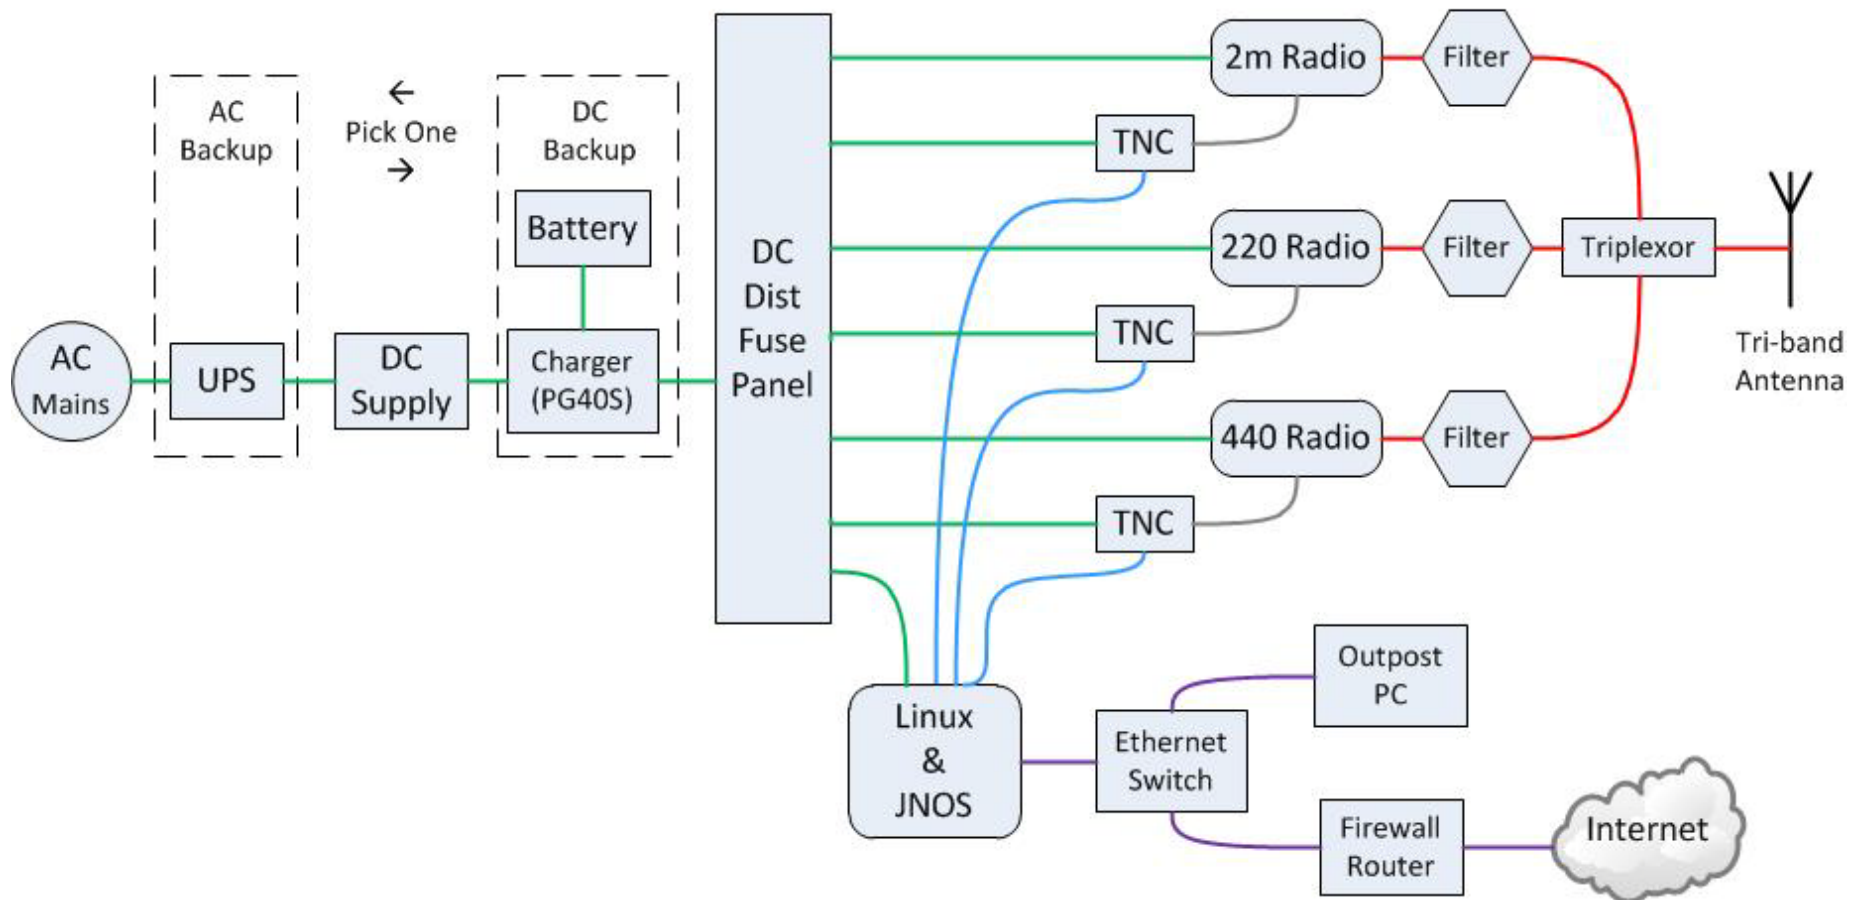 AC
Mains
AC
Backup
UPS
←
Pick One
→
DC
Supply
DC
Backup
Battery
Charger
(PG40S)
DC
Dist
Fuse
Panel
2m Radio
Filter
TNC
220 Radio
Filter
Triplexor
TNC
Tri-band
Antenna
440 Radio
Filter
TNC
Linux
&
JNOS
Ethernet
Switch
Outpost
PC
Firewall
Router
Internet